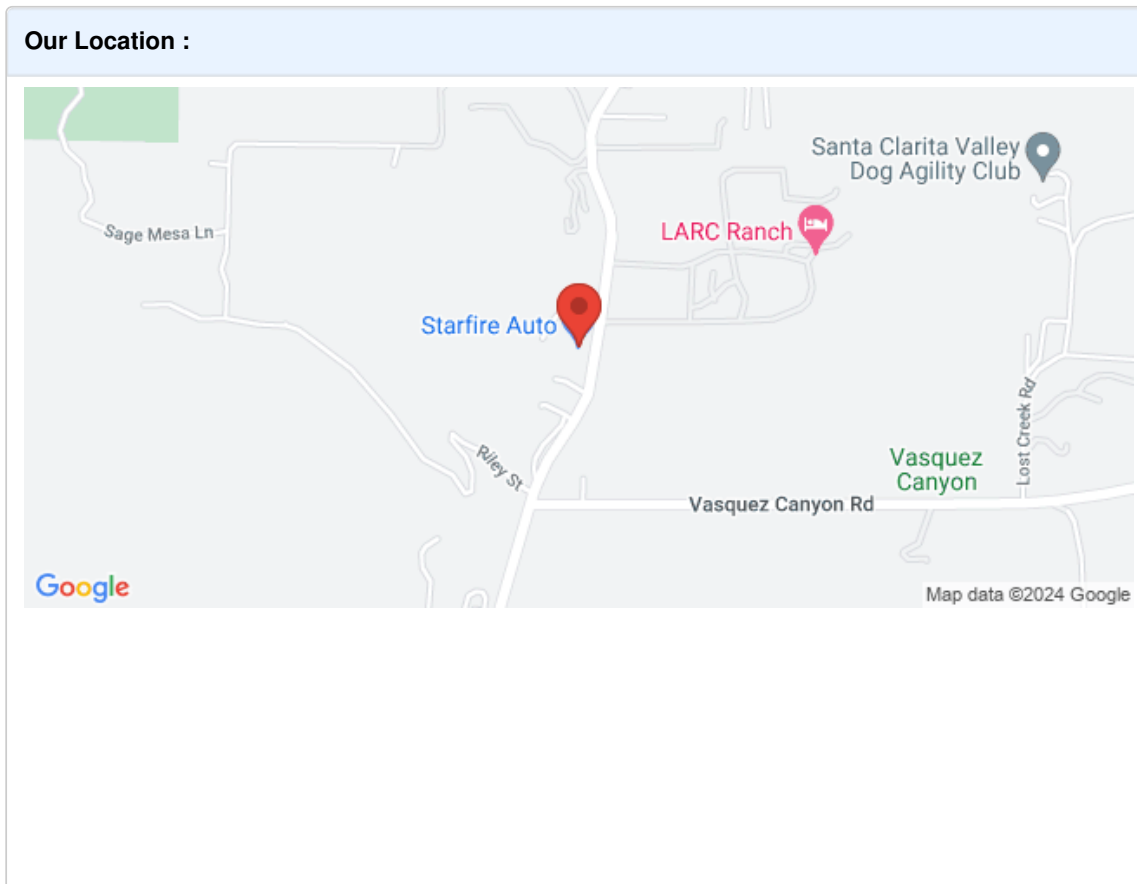 Our Location :
Santa Clarita Valley
Dog Agility Club
Sage Mesa Ln
LARC Ranch
Starfire Auto
Lost Creek Rd
Riley St
Vasquez
Canyon
Vasquez Canyon Rd
Google
Map data ©2024 Google